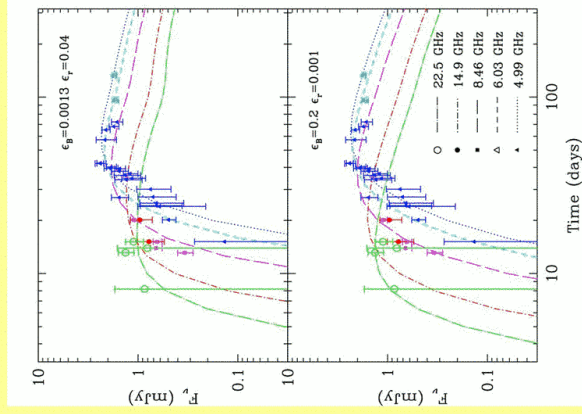 ε_B=0.0013 ε_r=0.04
10
1
0.1
F_ν (mJy)
ε_B=0.2 ε_r=0.001
22.5 GHz
14.9 GHz
8.46 GHz
6.03 GHz
4.99 GHz
10
1
0.1
F_ν (mJy)
10
100
Time (days)